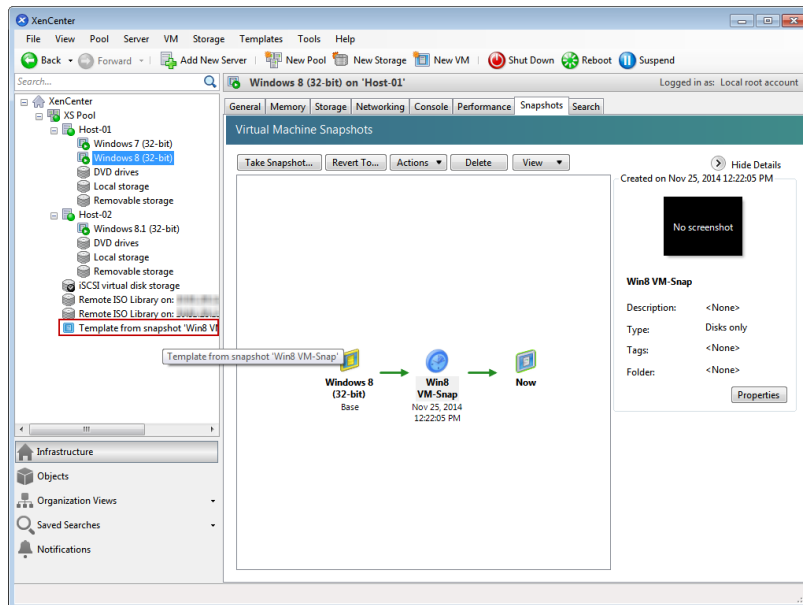 XenCenter
File View Pool Server VM Storage Templates Tools Help
Back Forward Add New Server New Pool New Storage New VM Shut Down Reboot Suspend
Search...
Windows 8 (32-bit) on 'Host-01'
Logged in as: Local root account
XenCenter
XS Pool
Host-01
Windows 7 (32-bit)
Windows 8 (32-bit)
DVD drives
Local storage
Removable storage
Host-02
Windows 8.1 (32-bit)
DVD drives
Local storage
Removable storage
iSCSI virtual disk storage
Remote ISO Library on:
Remote ISO Library on:
Template from snapshot 'Win8 VM
Template from snapshot 'Win8 VM-Snap'
Infrastructure
Objects
Organization Views
Saved Searches
Notifications
General Memory Storage Networking Console Performance Snapshots Search
Virtual Machine Snapshots
Take Snapshot... Revert To... Actions Delete View
Hide Details
Windows 8
(32-bit)
Base
Win8
VM-Snap
Nov 25, 2014
12:22:05 PM
Now
Created on Nov 25, 2014 12:22:05 PM
No screenshot
Win8 VM-Snap
Description: <None>
Type: Disks only
Tags: <None>
Folder: <None>
Properties